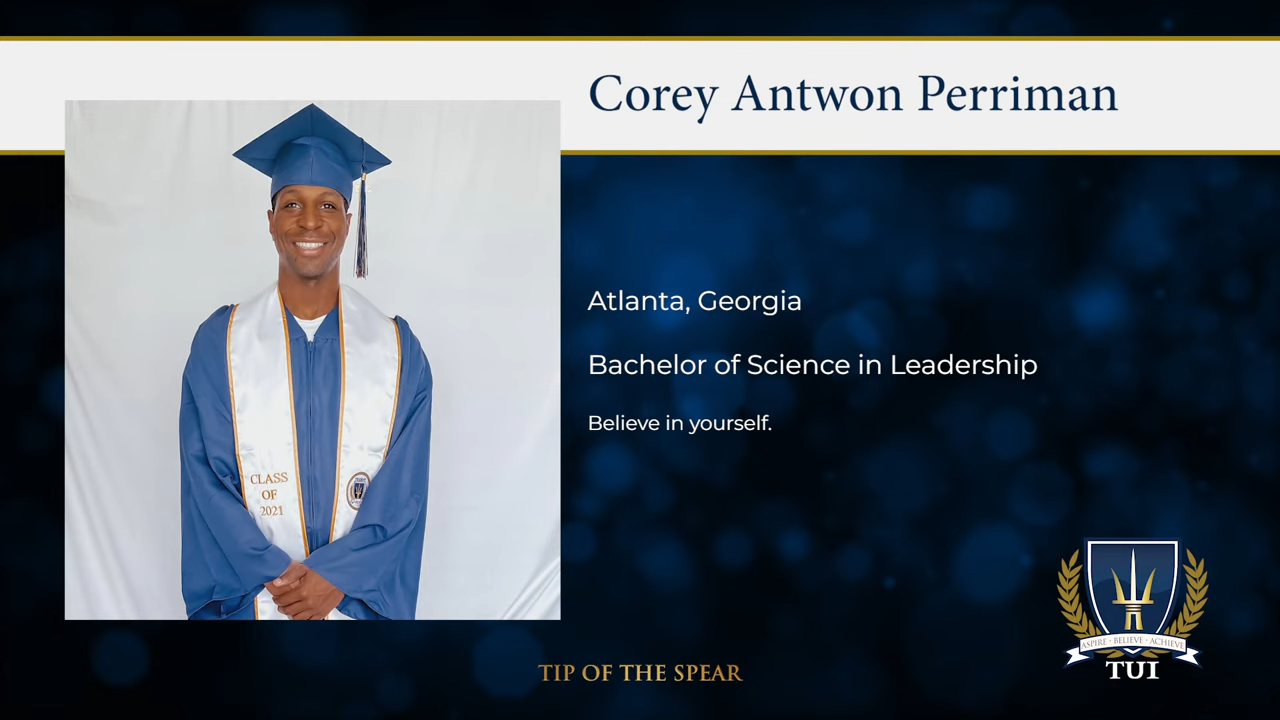 Corey Antwon Perriman
Atlanta, Georgia
Bachelor of Science in Leadership
Believe in yourself.
CLASS
OF
2021
ASPIRE · BELIEVE · ACHIEVE
TUI
TIP OF THE SPEAR